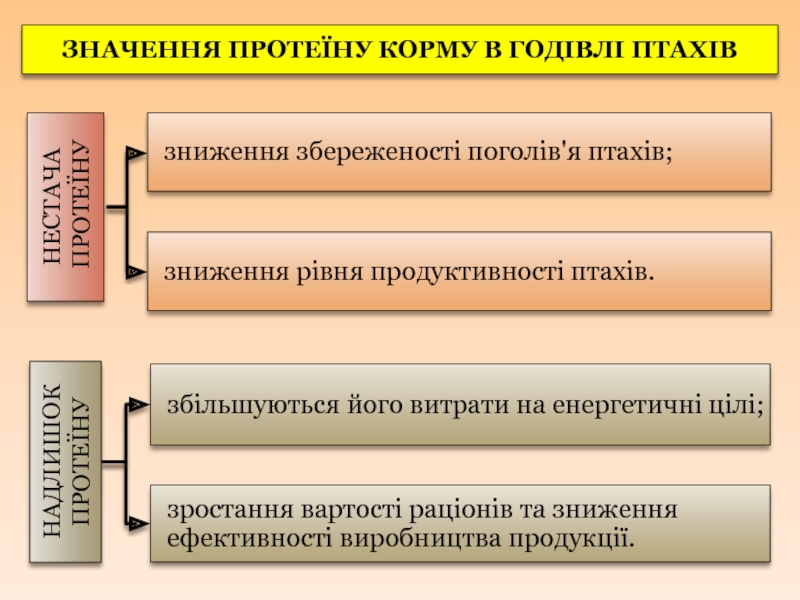 ЗНАЧЕННЯ ПРОТЕЇНУ КОРМУ В ГОДІВЛІ ПТАХІВ
НЕСТАЧА
ПРОТЕЇНУ
зниження збереженості поголів'я птахів;
зниження рівня продуктивності птахів.
НАДЛИШОК
ПРОТЕЇНУ
збільшуються його витрати на енергетичні цілі;
зростання вартості раціонів та зниження
ефективності виробництва продукції.